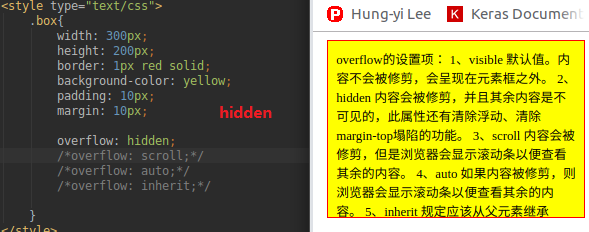 <style type="text/css">
.box{
width: 300px;
height: 200px;
border: 1px red solid;
background-color: yellow;
padding: 10px;
margin: 10px;
hidden
overflow: hidden;
/*overflow: scroll;*/
/*overflow: auto;*/
/*overflow: inherit;*/
}
</style>
P Hung-yi Lee K Keras Document
overflow的设置项： 1、visible 默认值。内
容不会被修剪，会呈现在元素框之外。 2、
hidden 内容会被修剪，并且其余内容是不
可见的，此属性还有清除浮动、清除
margin-top塌陷的功能。 3、scroll 内容会被
修剪，但是浏览器会显示滚动条以便查看
其余的内容。 4、auto 如果内容被修剪，则
浏览器会显示滚动条以便查看其余的内
容。 5、inherit 规定应该从父元素继承